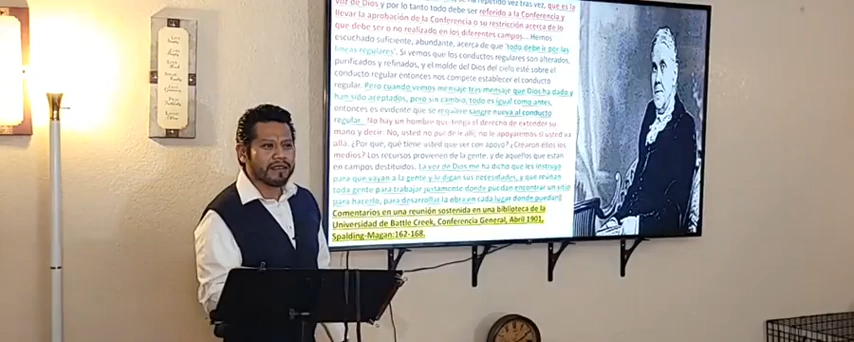 repetido vez tras vez, que es la
voz de Dios y por lo tanto todo debe ser referido a la Conferencia y
llevar la aprobación de la Conferencia o su restricción acerca de lo
que debe ser o no realizado en los diferentes campos... Hemos
escuchado suficiente, abundante, acerca de que 'todo debe ir por las
líneas regulares'. Si vemos que los conductos regulares son alterados,
purificados y refinados, y el molde del Dios del cielo esté sobre el
conducto regular entonces nos compete establecer el conducto
regular. Pero cuando vemos mensaje tras mensaje que Dios ha dado y
han sido aceptados, pero sin cambio, todo es igual como antes,
entonces es evidente que se requiere sangre nueva al conducto
regular. No hay un hombre que tenga el derecho de extender su
mano y decir: No, usted no puede ir allí; no le apoyaremos si usted va
allá. ¿Por qué, qué tiene usted que ver con apoyo? ¿Crearon ellos los
medios? Los recursos provienen de la gente, y de aquellos que están
en campos destituidos. La voz de Dios me ha dicho que les instruya
para que vayan a la gente y le digan sus necesidades, y que reúnan
toda gente para trabajar justamente donde puedan encontrar un sitio
para hacerlo, para desarrollar la obra en cada lugar donde puedan]
Comentarios en una reunión sostenida en una biblioteca de la
Universidad de Battle Creek, Conferencia General, Abril 1901,
Spalding-Magan:162-168.